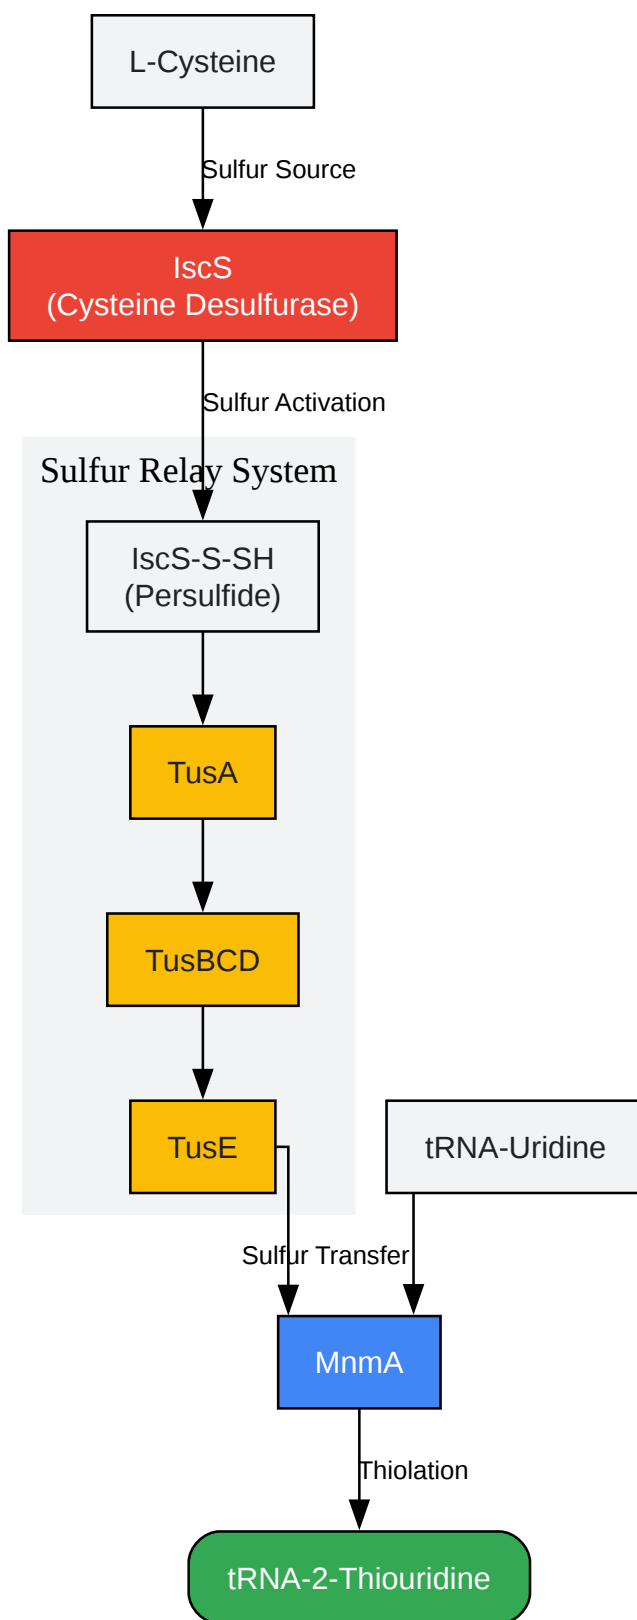 L-Cysteine
Sulfur Source
IscS
(Cysteine Desulfurase)
Sulfur Activation
Sulfur Relay System
IscS-S-SH
(Persulfide)
TusA
TusBCD
TusE
tRNA-Uridine
Sulfur Transfer
MnmA
Thiolation
tRNA-2-Thiouridine